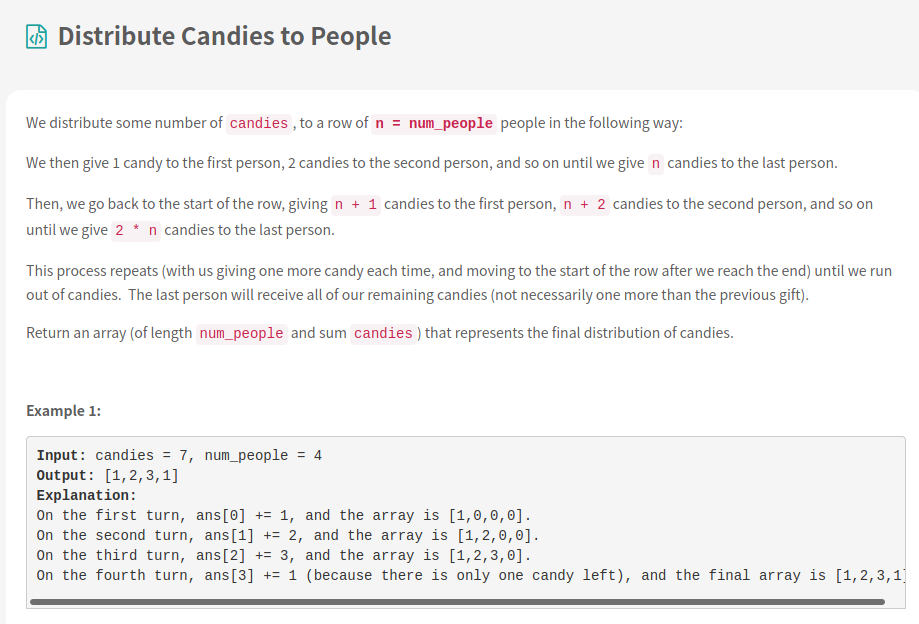 Distribute Candies to People
We distribute some number of candies, to a row of n = num_people people in the following way:
We then give 1 candy to the first person, 2 candies to the second person, and so on until we give n candies to the last person.
Then, we go back to the start of the row, giving n + 1 candies to the first person, n + 2 candies to the second person, and so on
until we give 2 * n candies to the last person.
This process repeats (with us giving one more candy each time, and moving to the start of the row after we reach the end) until we run
out of candies.  The last person will receive all of our remaining candies (not necessarily one more than the previous gift).
Return an array (of length num_people and sum candies) that represents the final distribution of candies.
Example 1:
Input: candies = 7, num_people = 4
Output: [1,2,3,1]
Explanation:
On the first turn, ans[0] += 1, and the array is [1,0,0,0].
On the second turn, ans[1] += 2, and the array is [1,2,0,0].
On the third turn, ans[2] += 3, and the array is [1,2,3,0].
On the fourth turn, ans[3] += 1 (because there is only one candy left), and the final array is [1,2,3,1]